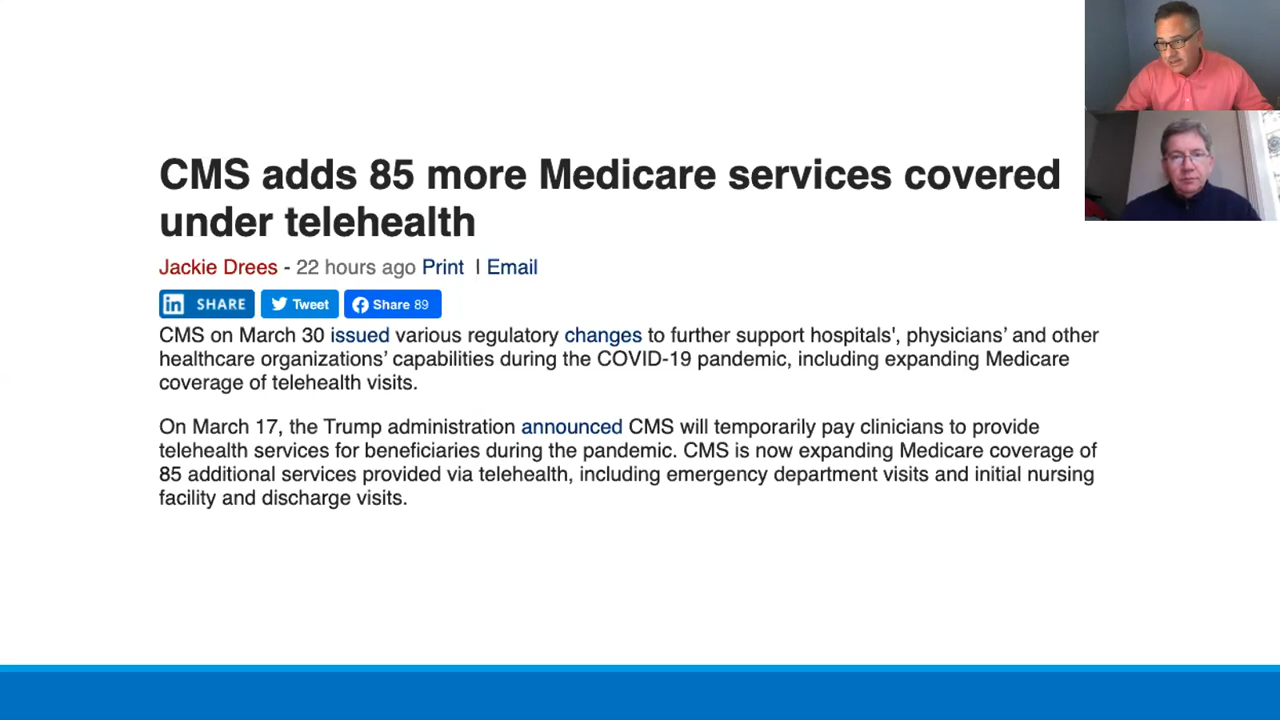 CMS adds 85 more Medicare services covered
under telehealth
Jackie Drees - 22 hours ago Print | Email
in SHARE Tweet Share 89
CMS on March 30 issued various regulatory changes to further support hospitals', physicians’ and other
healthcare organizations’ capabilities during the COVID-19 pandemic, including expanding Medicare
coverage of telehealth visits.
On March 17, the Trump administration announced CMS will temporarily pay clinicians to provide
telehealth services for beneficiaries during the pandemic. CMS is now expanding Medicare coverage of
85 additional services provided via telehealth, including emergency department visits and initial nursing
facility and discharge visits.